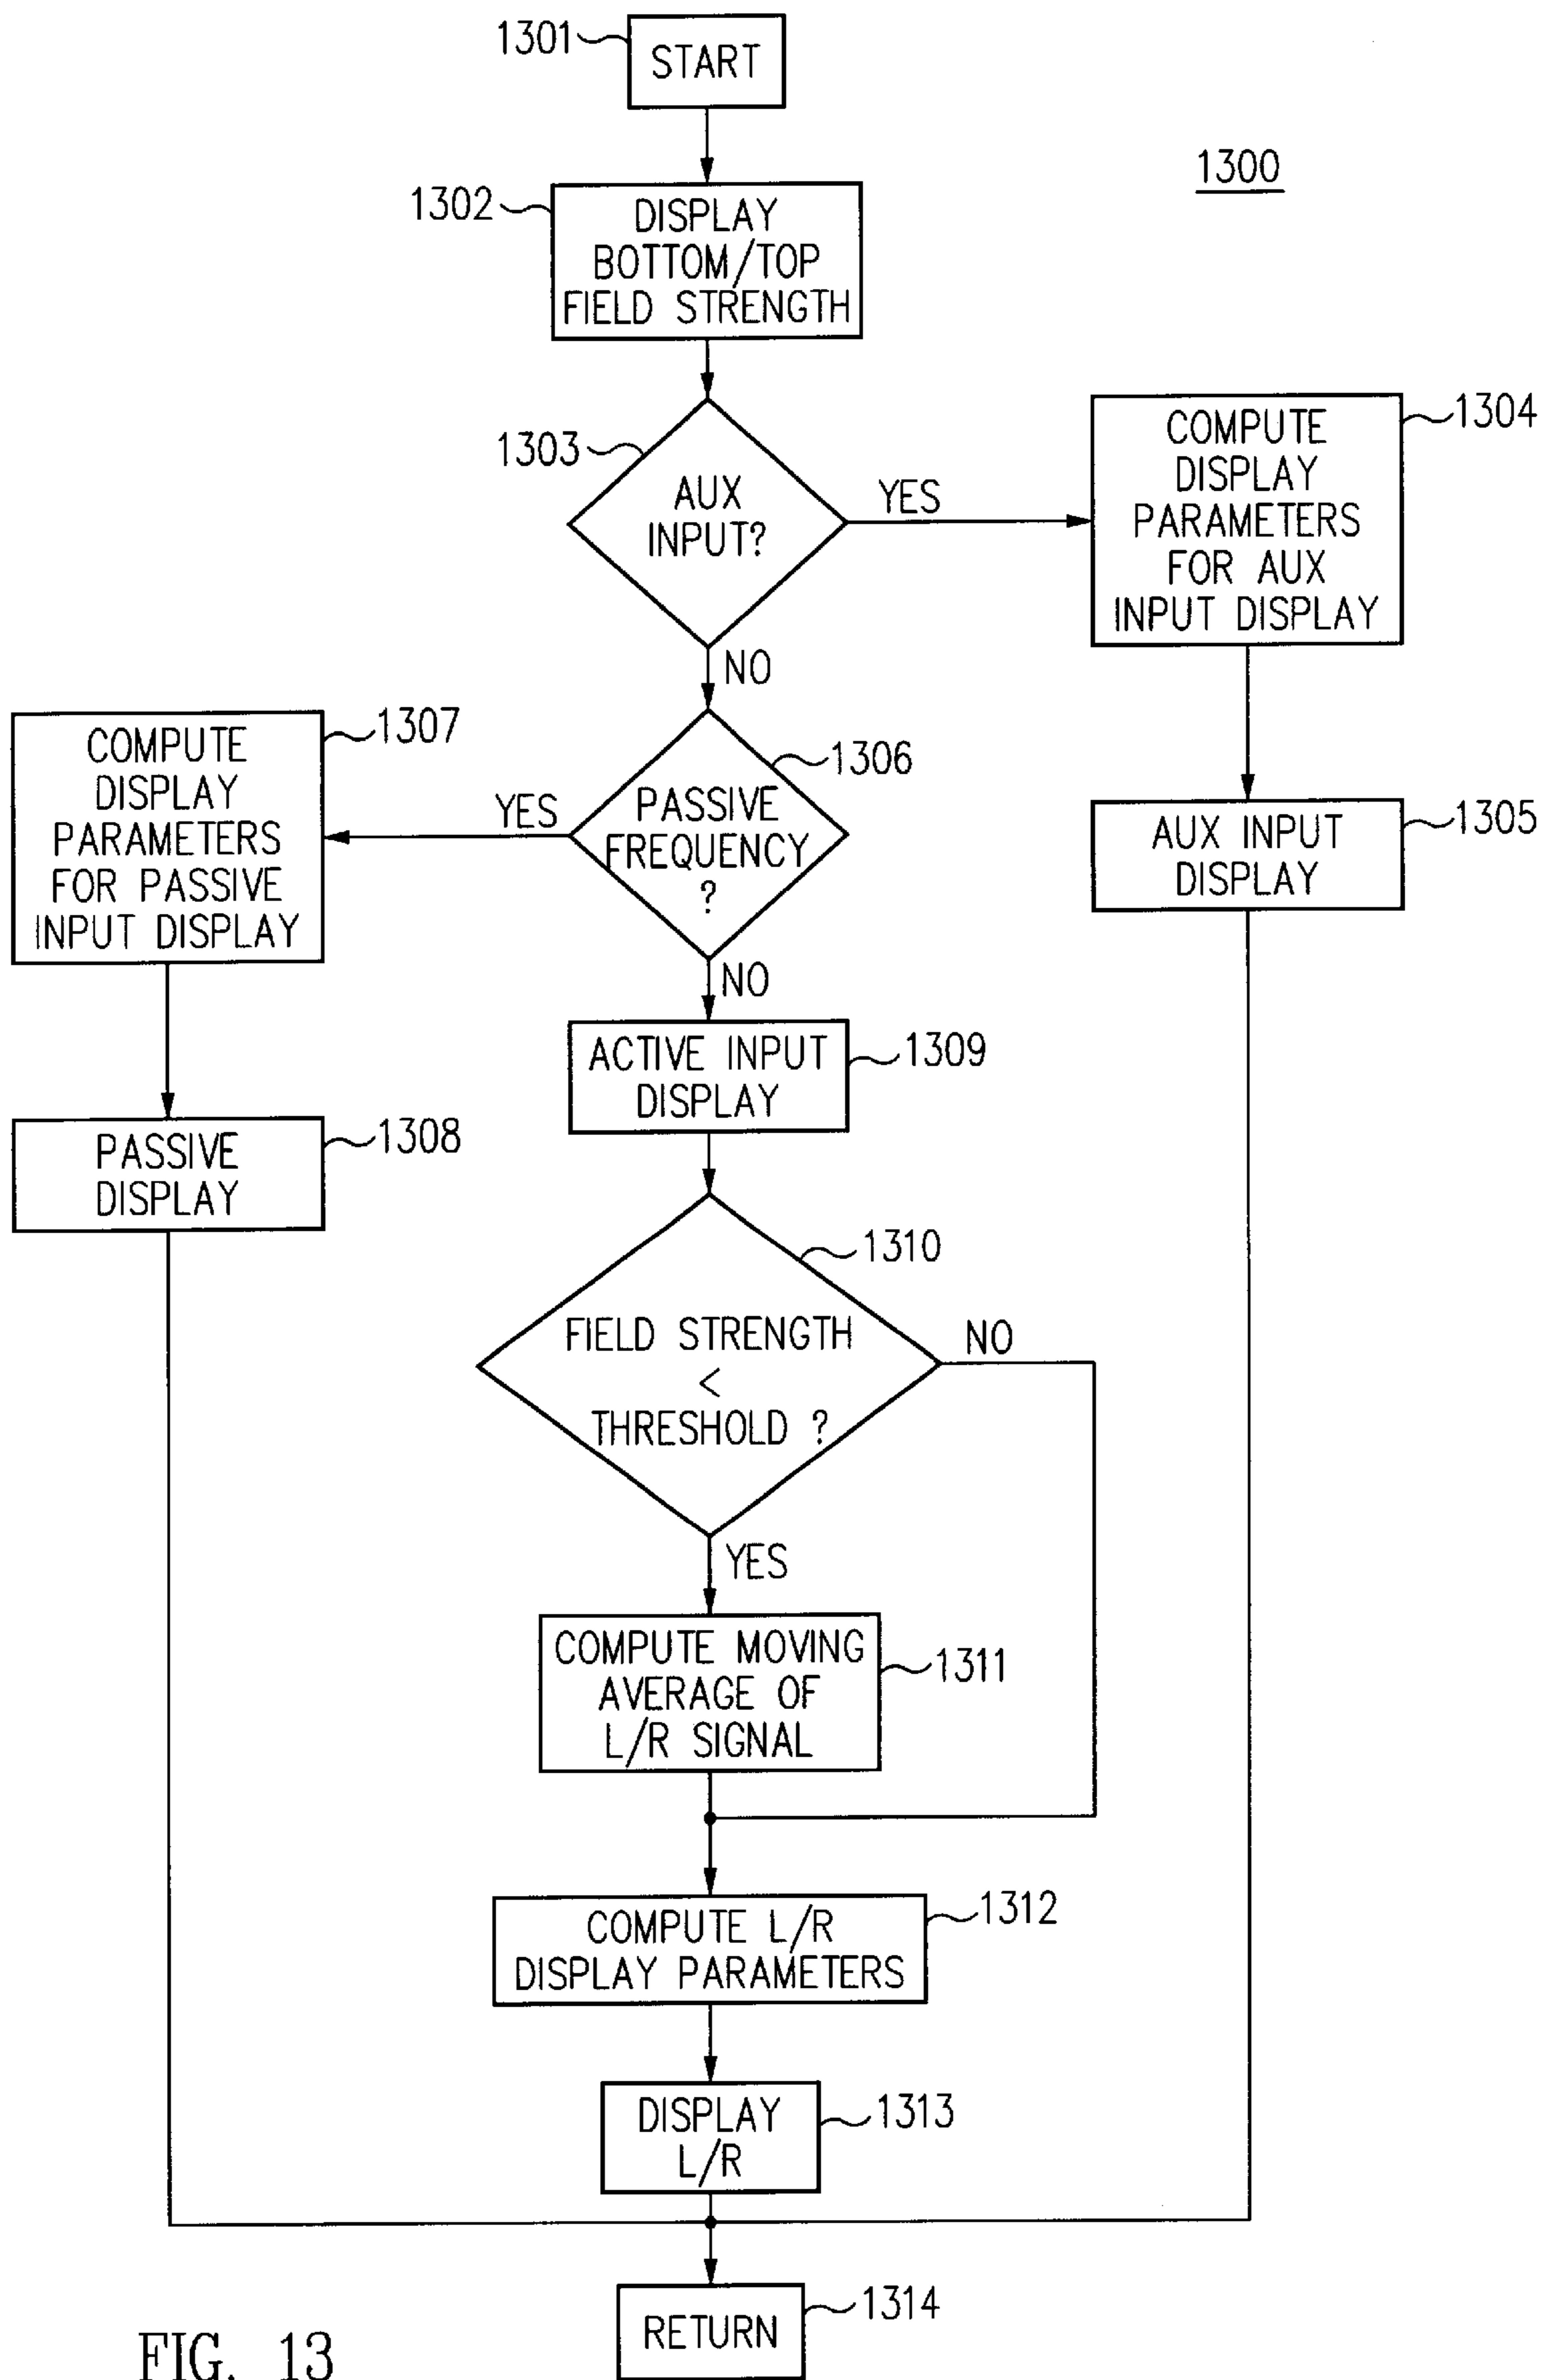 1301
START
1300
1302
DISPLAY
BOTTOM/TOP
FIELD STRENGTH
1303
AUX
INPUT?
YES
NO
1304
COMPUTE
DISPLAY
PARAMETERS
FOR AUX
INPUT DISPLAY
1305
AUX INPUT
DISPLAY
1306
PASSIVE
FREQUENCY
?
YES
NO
1307
COMPUTE
DISPLAY
PARAMETERS
FOR PASSIVE
INPUT DISPLAY
1308
PASSIVE
DISPLAY
1309
ACTIVE INPUT
DISPLAY
1310
FIELD STRENGTH
<
THRESHOLD ?
NO
YES
1311
COMPUTE MOVING
AVERAGE OF
L/R SIGNAL
1312
COMPUTE L/R
DISPLAY PARAMETERS
1313
DISPLAY
L/R
1314
RETURN
FIG. 13